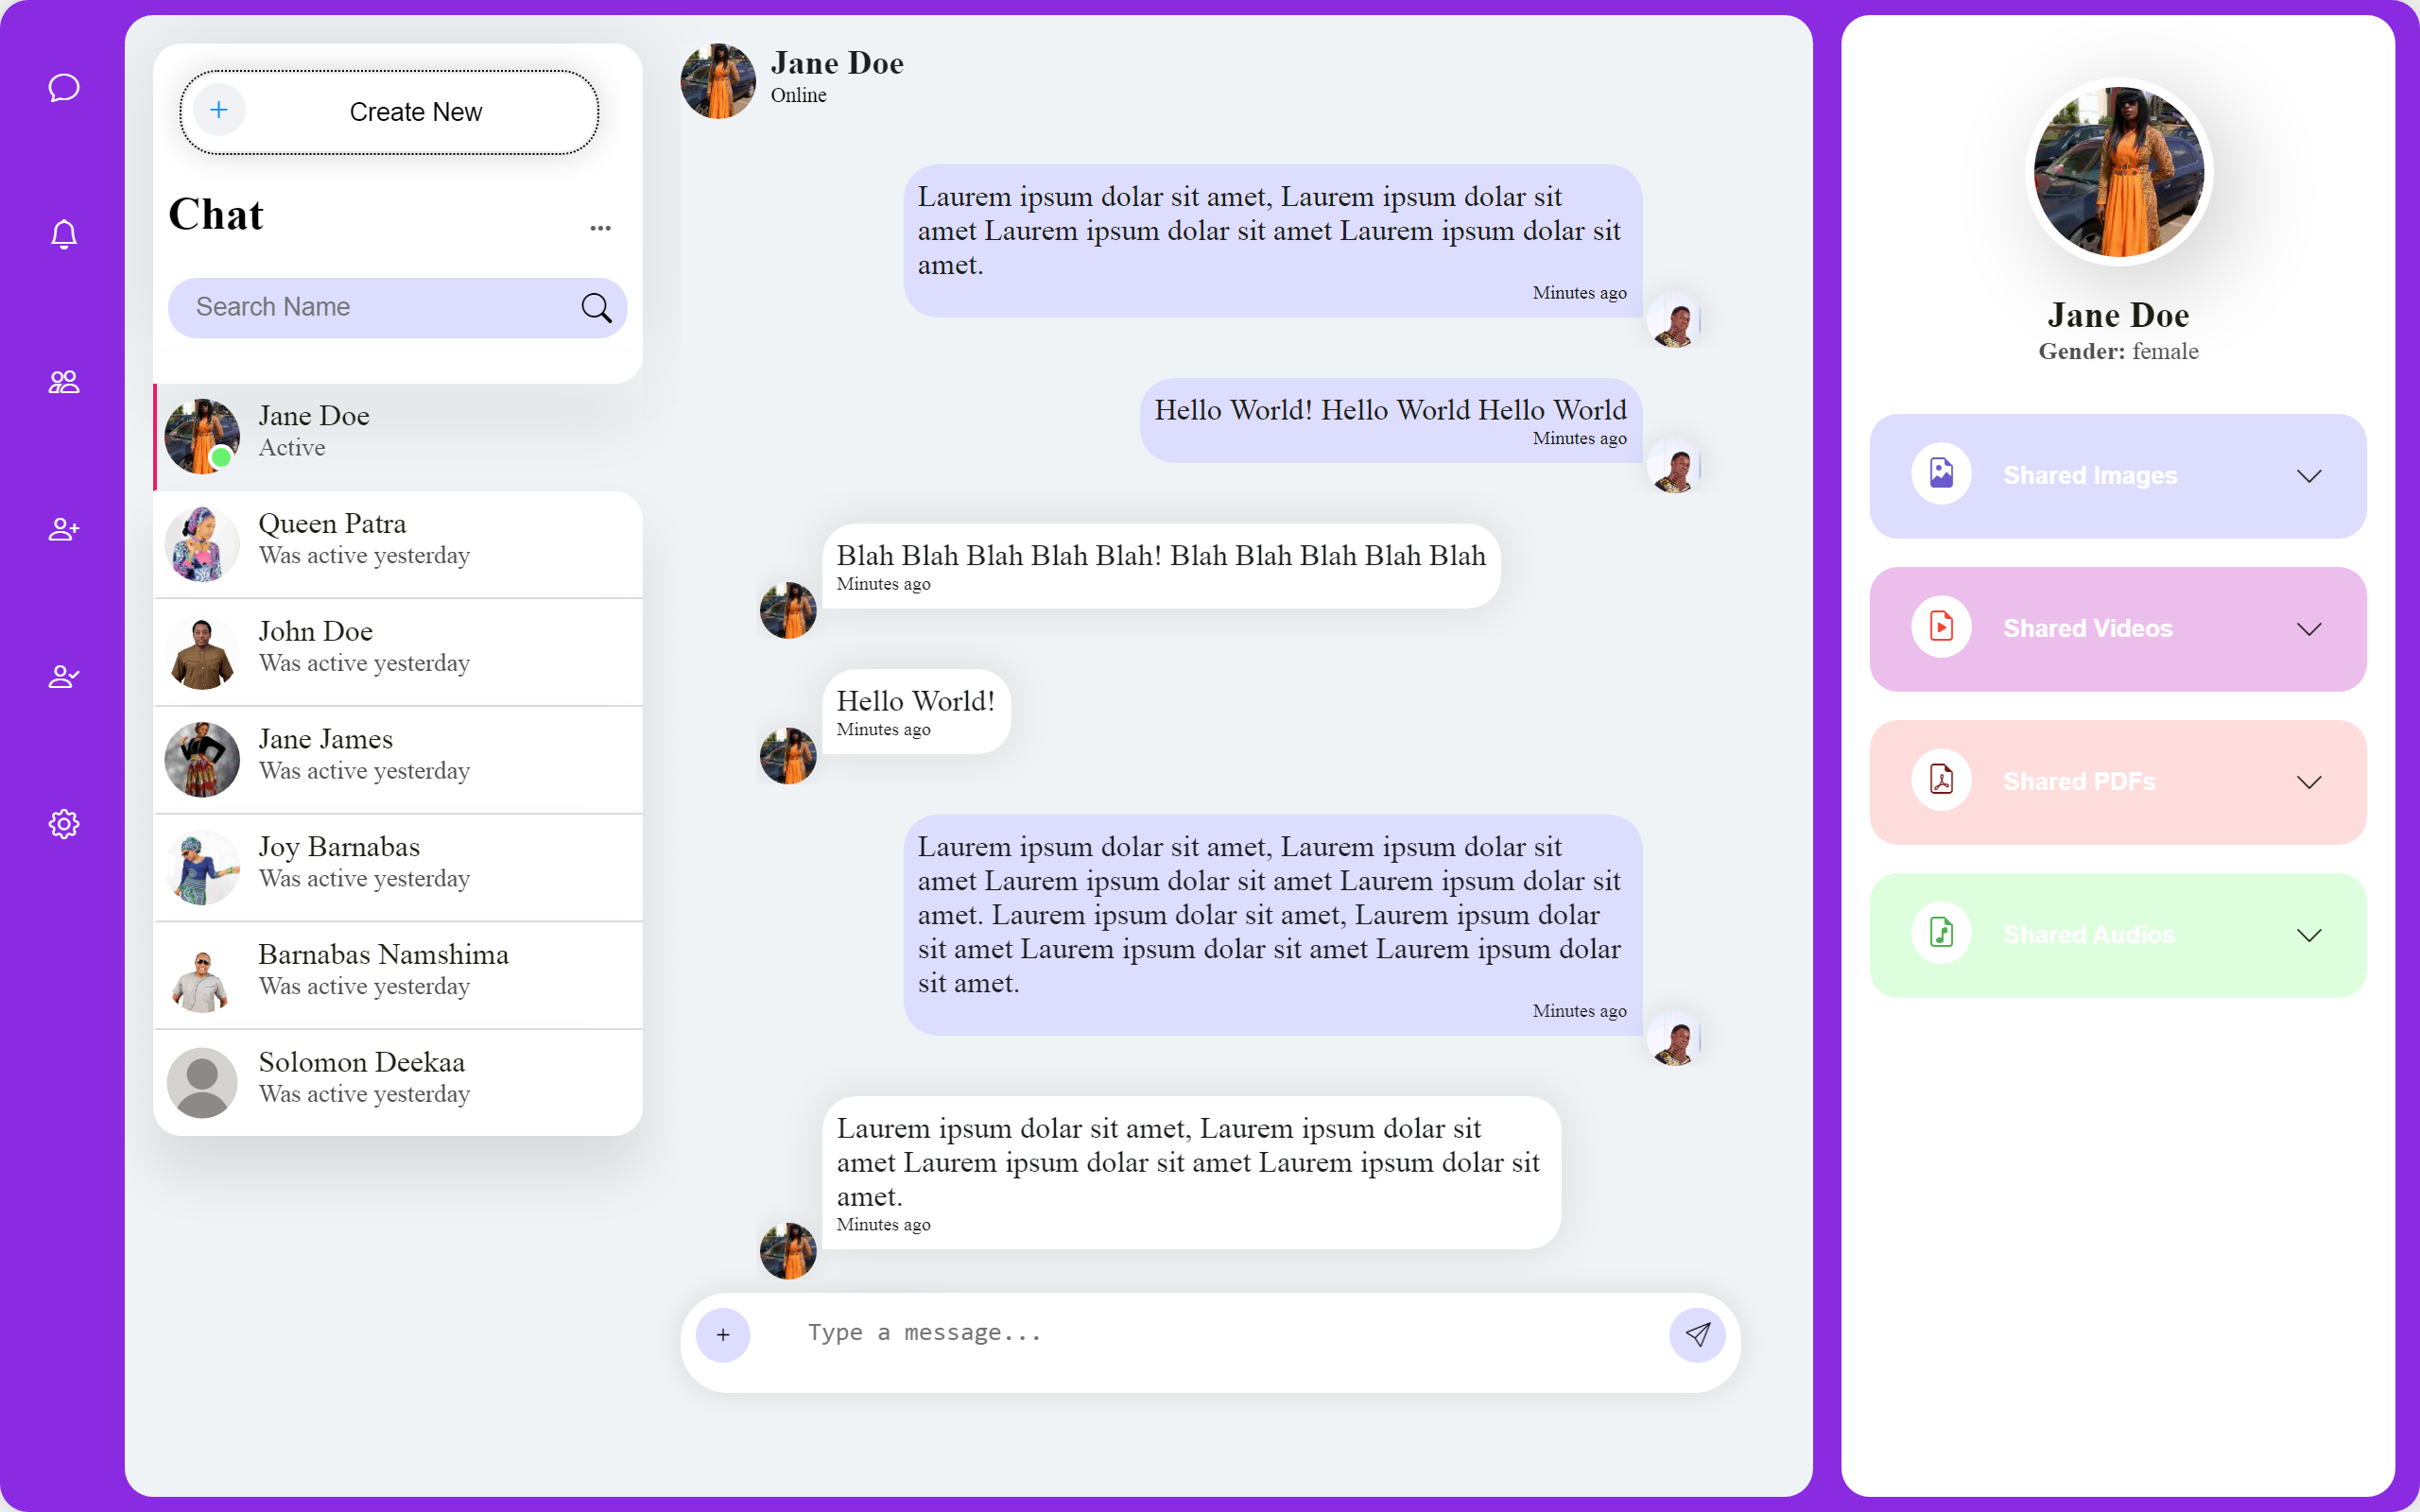 Create New
Chat
...
Search Name
Jane Doe
Active
Queen Patra
Was active yesterday
John Doe
Was active yesterday
Jane James
Was active yesterday
Joy Barnabas
Was active yesterday
Barnabas Namshima
Was active yesterday
Solomon Deekaa
Was active yesterday
Jane Doe
Online
Laurem ipsum dolar sit amet, Laurem ipsum dolar sit
amet Laurem ipsum dolar sit amet Laurem ipsum dolar sit
amet.
Minutes ago
Hello World! Hello World Hello World
Minutes ago
Blah Blah Blah Blah Blah! Blah Blah Blah Blah Blah
Minutes ago
Hello World!
Minutes ago
Laurem ipsum dolar sit amet, Laurem ipsum dolar sit
amet Laurem ipsum dolar sit amet Laurem ipsum dolar sit
amet. Laurem ipsum dolar sit amet, Laurem ipsum dolar
sit amet Laurem ipsum dolar sit amet Laurem ipsum dolar
sit amet.
Minutes ago
Laurem ipsum dolar sit amet, Laurem ipsum dolar sit
amet Laurem ipsum dolar sit amet Laurem ipsum dolar sit
amet.
Minutes ago
Type a message...
Jane Doe
Gender: female
Shared Images
Shared Videos
Shared PDFs
Shared Audios